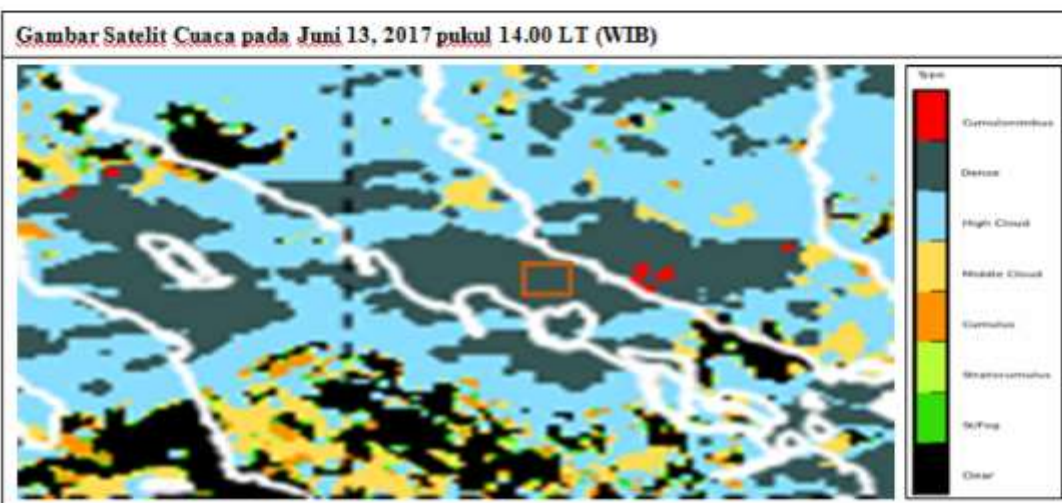 Gambar Satelit Cuaca pada Juni 13, 2017 pukul 14.00 LT (WIB)
Type
Cumulonimbus
Dense
High Cloud
Middle Cloud
Cumulus
Stratocumulus
St/Fog
Clear